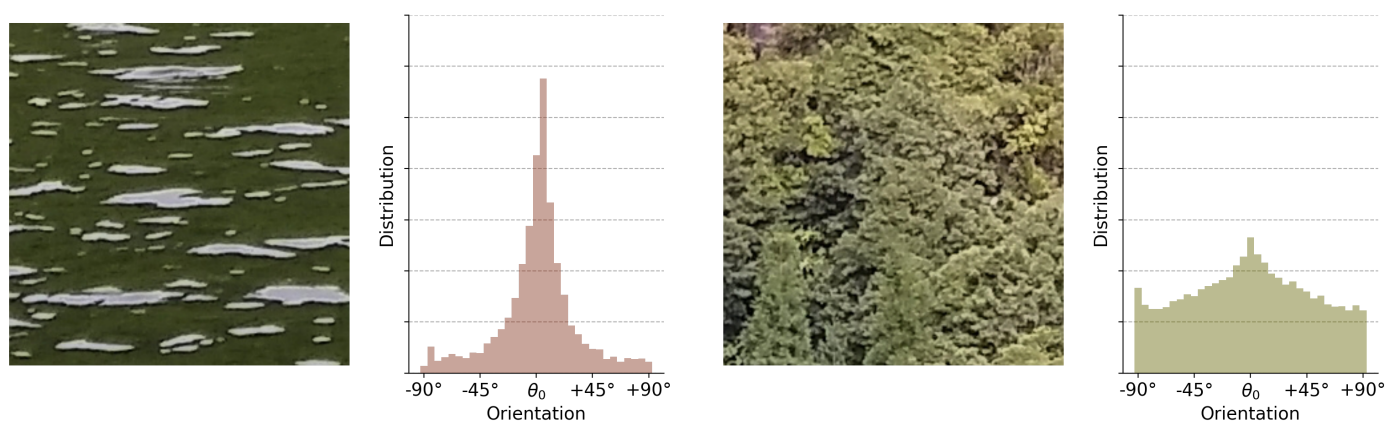 Distribution
-90° -45° θ₀ +45° +90°
Orientation
Distribution
-90° -45° θ₀ +45° +90°
Orientation